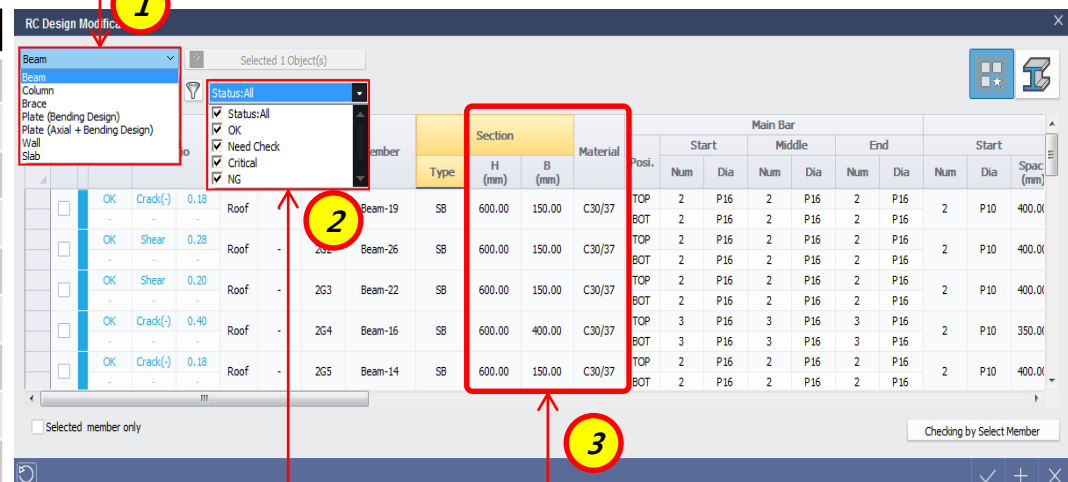 RC Design Modifica
X
1
Beam
?
Selected 1 Object(s)
Beam
Column
Brace
Plate (Bending Design)
Plate (Axial + Bending Design)
Wall
Slab
Status:All
Status:All
OK
Need Check
Critical
NG
2
io
ember
Section
Material
Posi.
Main Bar
Start
Middle
End
Start
Type
H
(mm)
B
(mm)
Num
Dia
Num
Dia
Num
Dia
Num
Dia
Spac
(mm)
OK Crack(-) 0.18 Roof - Beam-19 SB 600.00 150.00 C30/37 TOP 2 P16 2 P16 2 P16 2 P10 400.00
- - - BOT 2 P16 2 P16 2 P16
OK Shear 0.28 Roof - 2G2 Beam-26 SB 600.00 150.00 C30/37 TOP 2 P16 2 P16 2 P16 2 P10 400.00
- - - BOT 2 P16 2 P16 2 P16
OK Shear 0.20 Roof - 2G3 Beam-22 SB 600.00 150.00 C30/37 TOP 2 P16 2 P16 2 P16 2 P10 400.00
- - - BOT 2 P16 2 P16 2 P16
OK Crack(-) 0.40 Roof - 2G4 Beam-16 SB 600.00 400.00 C30/37 TOP 3 P16 3 P16 3 P16 2 P10 350.00
- - - BOT 3 P16 3 P16 3 P16
OK Crack(-) 0.18 Roof - 2G5 Beam-14 SB 600.00 150.00 C30/37 TOP 2 P16 2 P16 2 P16 2 P10 400.00
- - - BOT 2 P16 2 P16 2 P16
Selected member only
3
Checking by Select Member